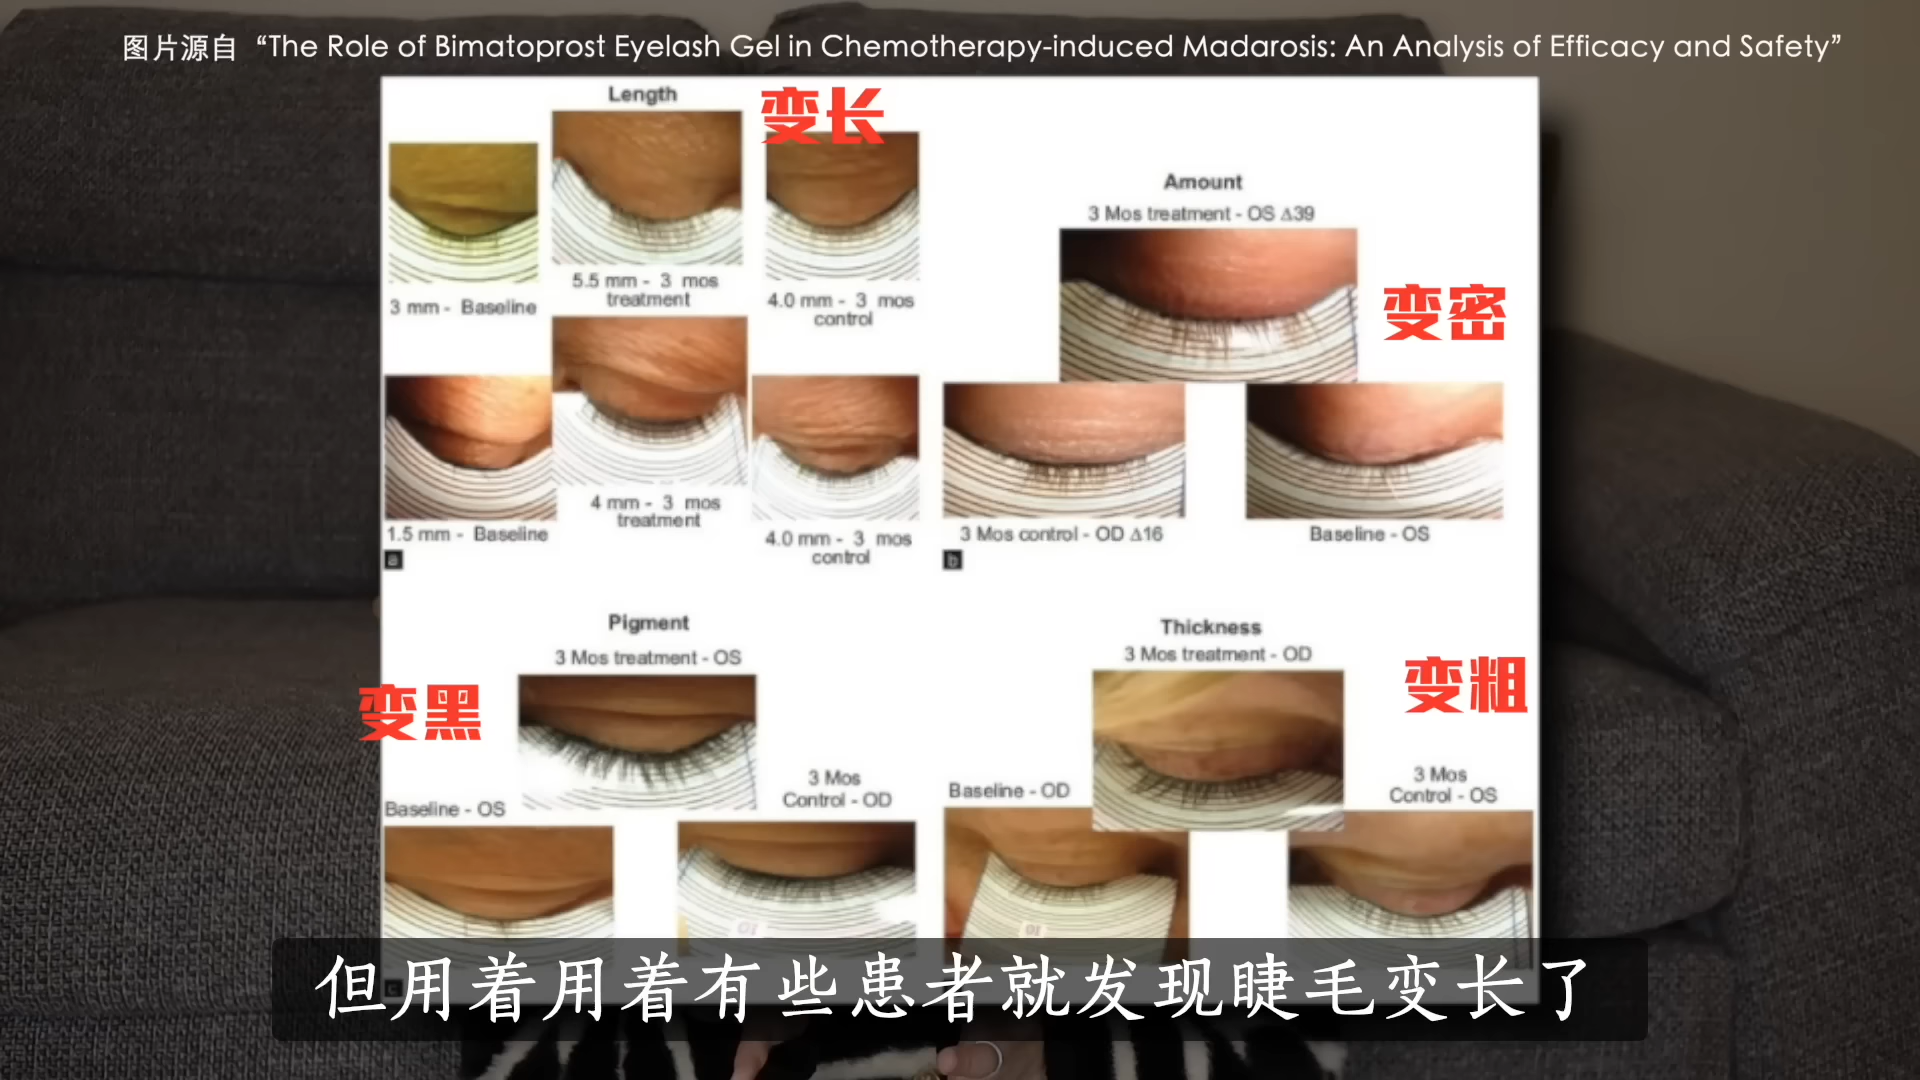 图片源自 “The Role of Bimatoprost Eyelash Gel in Chemotherapy-induced Madarosis: An Analysis of Efficacy and Safety”
Length
变长
3 mm - Baseline
5.5 mm - 3 mos
treatment
4.0 mm - 3 mos
control
1.5 mm - Baseline
4 mm - 3 mos
treatment
4.0 mm - 3 mos
control
a
Amount
3 Mos treatment - OS Δ39
变密
3 Mos control - OD Δ16
Baseline - OS
b
Pigment
3 Mos treatment - OS
变黑
Baseline - OS
3 Mos
Control - OD
Thickness
3 Mos treatment - OD
变粗
Baseline - OD
3 Mos
Control - OS
但用着用着有些患者就发现睫毛变长了